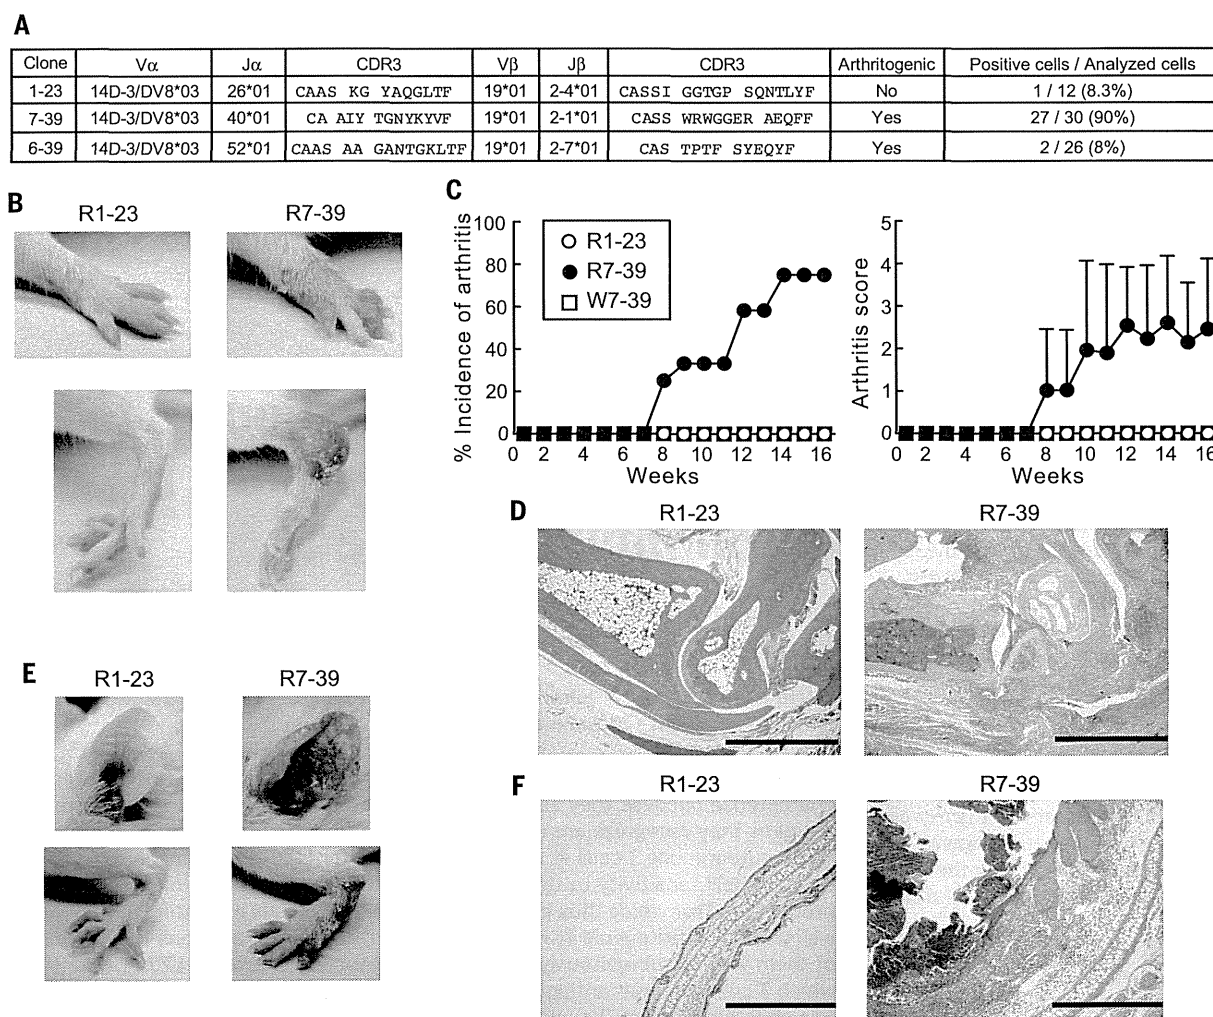 A
Clone Vα Jα CDR3 Vβ Jβ CDR3 Arthritogenic Positive cells / Analyzed cells
1-23 14D-3/DV8*03 26*01 CAAS KG YAQGLTF 19*01 2-4*01 CASSI GGTGP SQNTLYF No 1 / 12 (8.3%)
7-39 14D-3/DV8*03 40*01 CA AIY TGNYKYVF 19*01 2-1*01 CASS WRWGGER AEQFF Yes 27 / 30 (90%)
6-39 14D-3/DV8*03 52*01 CAAS AA GANTGKLTF 19*01 2-7*01 CAS TPTF SYEQYF Yes 2 / 26 (8%)
B
R1-23 R7-39
C
% Incidence of arthritis
100
80
60
40
20
0
R1-23
R7-39
W7-39
0 2 4 6 8 10 12 14 16
Weeks
Arthritis score
5
4
3
2
1
0
0 2 4 6 8 10 12 14 16
Weeks
D
R1-23 R7-39
E
R1-23 R7-39
F
R1-23 R7-39